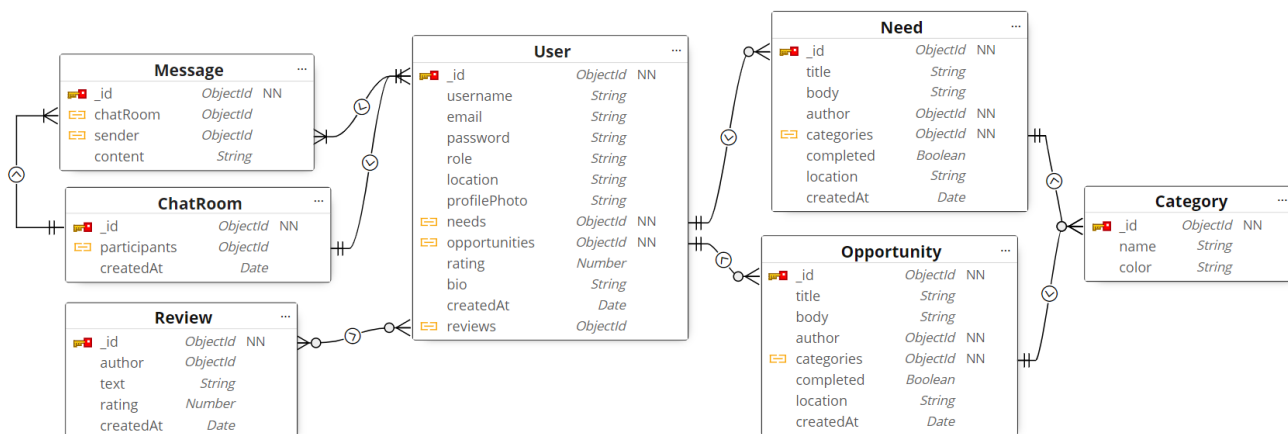 Message ...
_id ObjectId NN
chatRoom ObjectId
sender ObjectId
content String
ChatRoom ...
_id ObjectId NN
participants ObjectId
createdAt Date
Review ...
_id ObjectId NN
author ObjectId
text String
rating Number
createdAt Date
User ...
_id ObjectId NN
username String
email String
password String
role String
location String
profilePhoto String
needs ObjectId NN
opportunities ObjectId NN
rating Number
bio String
createdAt Date
reviews ObjectId
Need ...
_id ObjectId NN
title String
body String
author ObjectId NN
categories ObjectId NN
completed Boolean
location String
createdAt Date
Opportunity ...
_id ObjectId NN
title String
body String
author ObjectId NN
categories ObjectId NN
completed Boolean
location String
createdAt Date
Category ...
_id ObjectId NN
name String
color String